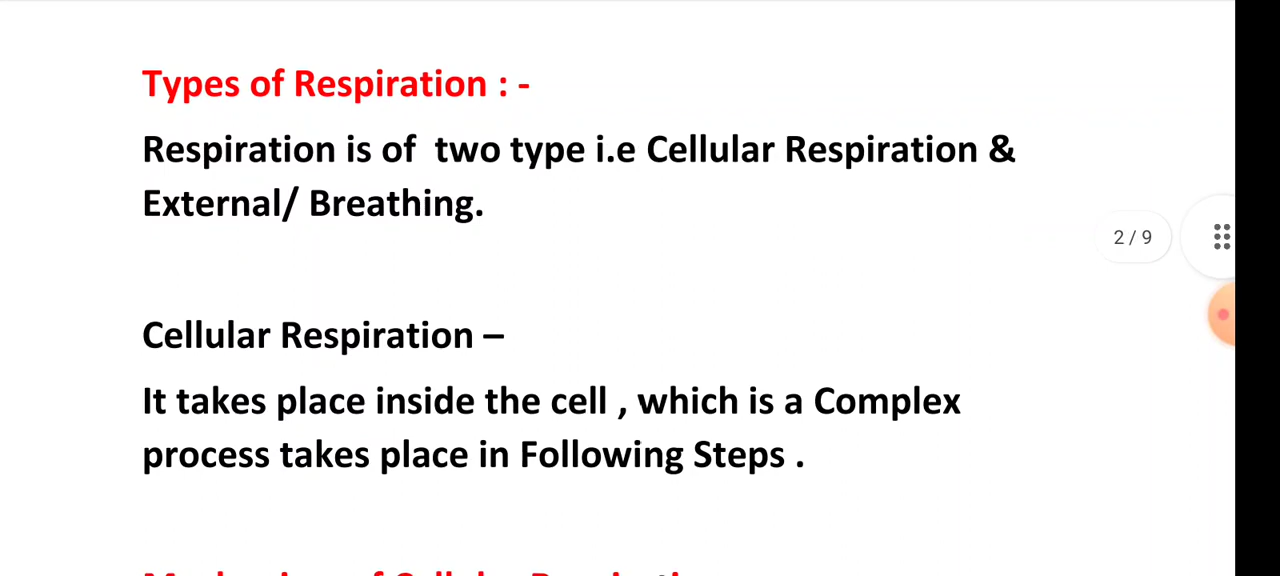 Types of Respiration : -
Respiration is of two type i.e Cellular Respiration &
External/ Breathing.
2 / 9
Cellular Respiration –
It takes place inside the cell , which is a Complex
process takes place in Following Steps .